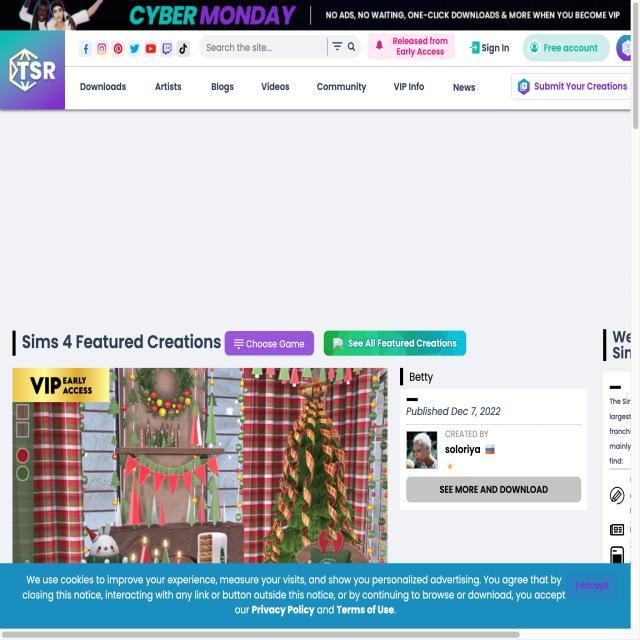 CYBER MONDAY
NO ADS, NO WAITING, ONE-CLICK DOWNLOADS & MORE WHEN YOU BECOME VIP
TSR
Search the site...
Released from
Early Access
Sign In
Free account
Downloads
Artists
Blogs
Videos
Community
VIP Info
News
Submit Your Creations
Sims 4 Featured Creations
Choose Game
See All Featured Creations
VIP EARLY
ACCESS
Betty
Published Dec 7, 2022
CREATED BY
soloriya
SEE MORE AND DOWNLOAD
We
The
largest
mainly
find:
We use cookies to improve your experience, measure your visits, and show you personalized advertising. You agree that by
closing this notice, interacting with any link or button outside this notice, or by continuing to browse or download, you accept
our Privacy Policy and Terms of Use.
I accept